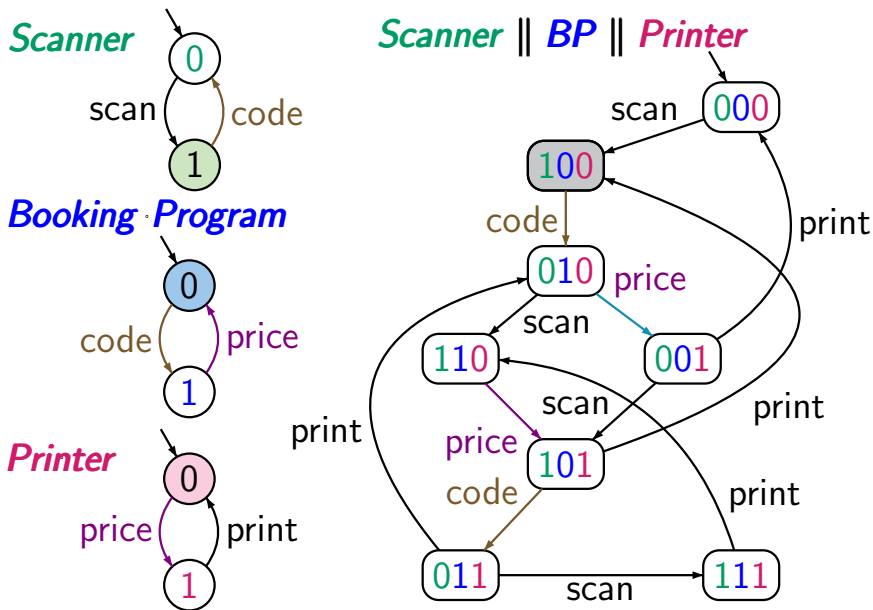 Scanner
0
scan
code
1
Booking Program
0
code
price
1
Printer
0
price
print
1
Scanner || BP || Printer
000
scan
100
code
print
010
price
scan
110
001
scan
print
print
price
101
code
print
011
scan
111